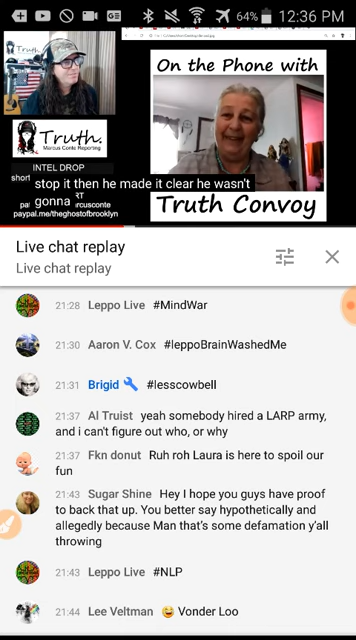 64% 12:36 PM
On the Phone with
Truth.
Truth.
Marcus Conte Reporting
INTEL DROP
short
stop it then he made it clear he wasn't
gonna
paypal.me/theghostofbrooklyn
Truth Convoy
Live chat replay
Live chat replay
21:28 Leppo Live #MindWar
21:30 Aaron V. Cox #leppoBrainWashedMe
21:31 Brigid #lesscowbell
21:37 Al Truist yeah somebody hired a LARP army,
and i can't figure out who, or why
21:37 Fkn donut Ruh roh Laura is here to spoil our
fun
21:43 Sugar Shine Hey I hope you guys have proof
to back that up. You better say hypothetically and
allegedly because Man that's some defamation y'all
throwing
21:43 Leppo Live #NLP
21:44 Lee Veltman 😄 Vonder Loo